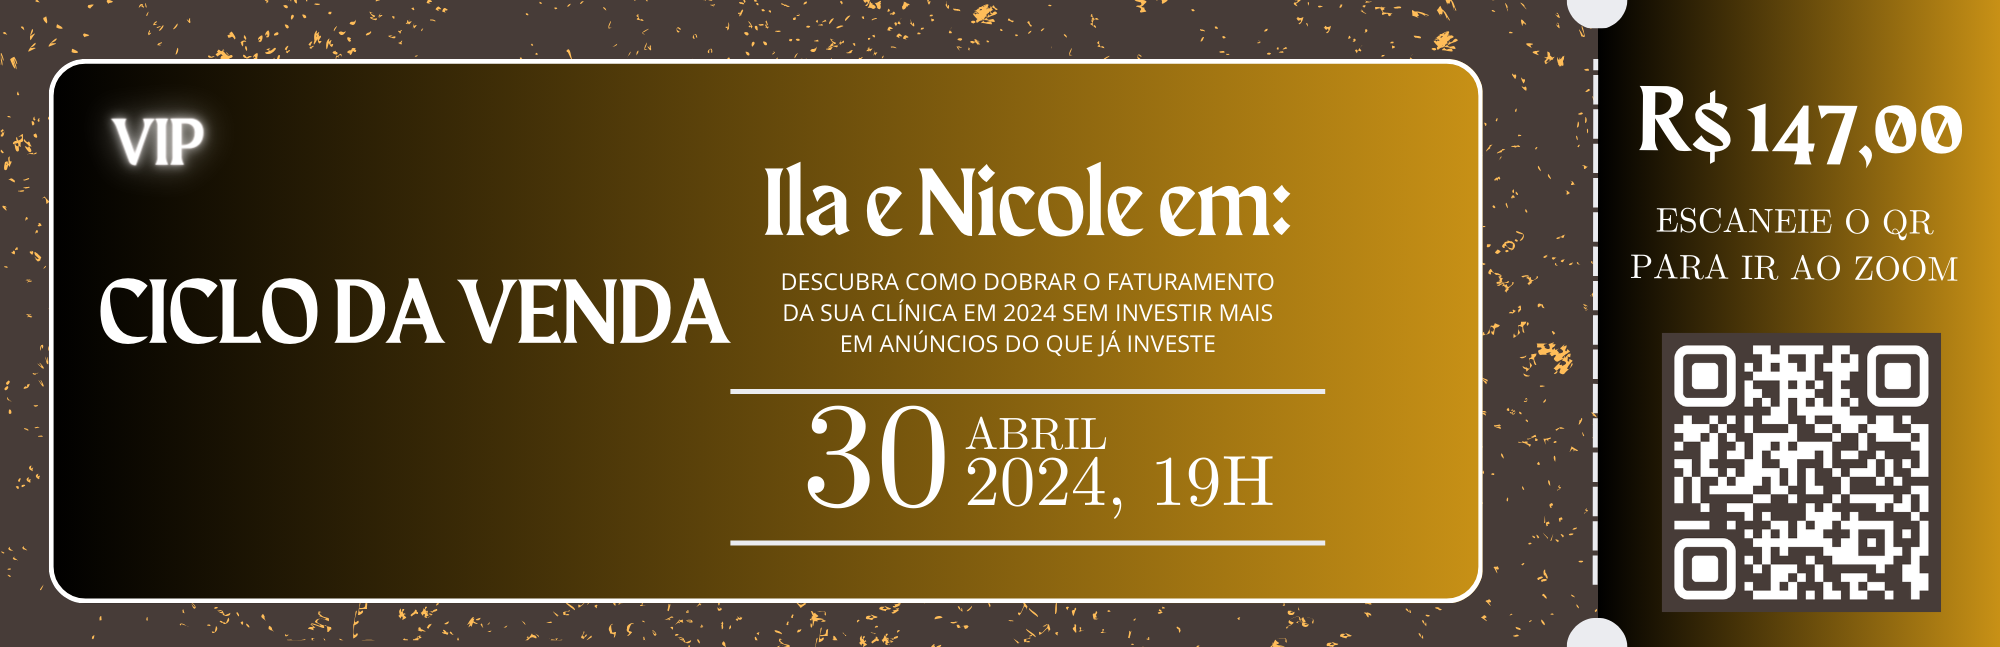 VIP
CICLO DA VENDA
Ila e Nicole em:
DESCUBRA COMO DOBRAR O FATURAMENTO
DA SUA CLÍNICA EM 2024 SEM INVESTIR MAIS
EM ANÚNCIOS DO QUE JÁ INVESTE
30 ABRIL
2024, 19H
R$ 147,00
ESCANEIE O QR
PARA IR AO ZOOM